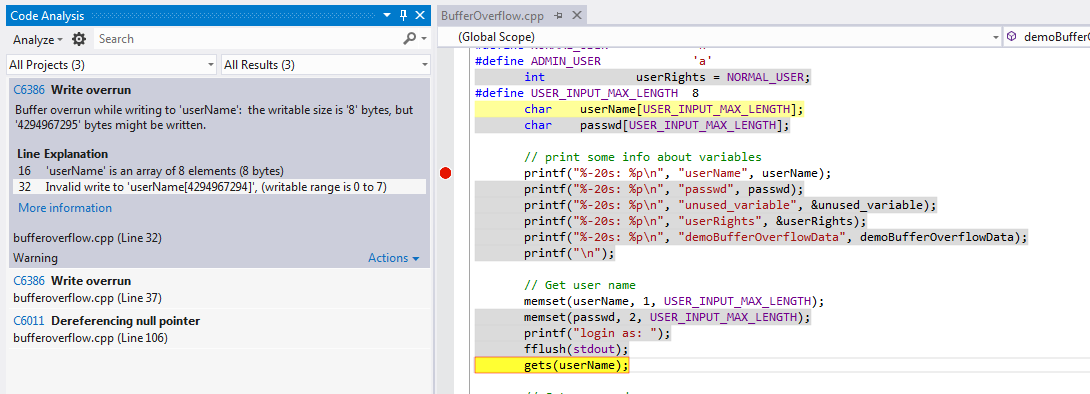 Code Analysis
Analyze
Search
All Projects (3)
All Results (3)
C6386 Write overrun
Buffer overrun while writing to 'userName': the writable size is '8' bytes, but
'4294967295' bytes might be written.
Line Explanation
16 'userName' is an array of 8 elements (8 bytes)
32 Invalid write to 'userName[4294967294]', (writable range is 0 to 7)
More information
bufferoverflow.cpp (Line 32)
Warning
Actions
C6386 Write overrun
bufferoverflow.cpp (Line 37)
C6011 Dereferencing null pointer
bufferoverflow.cpp (Line 106)
BufferOverflow.cpp
(Global Scope)
demoBufferO
#define ADMIN_USER 'a'
int userRights = NORMAL_USER;
#define USER_INPUT_MAX_LENGTH 8
char userName[USER_INPUT_MAX_LENGTH];
char passwd[USER_INPUT_MAX_LENGTH];
// print some info about variables
printf("%-20s: %p\n", "userName", userName);
printf("%-20s: %p\n", "passwd", passwd);
printf("%-20s: %p\n", "unused_variable", &unused_variable);
printf("%-20s: %p\n", "userRights", &userRights);
printf("%-20s: %p\n", "demoBufferOverflowData", demoBufferOverflowData);
printf("\n");
// Get user name
memset(userName, 1, USER_INPUT_MAX_LENGTH);
memset(passwd, 2, USER_INPUT_MAX_LENGTH);
printf("login as: ");
fflush(stdout);
gets(userName);